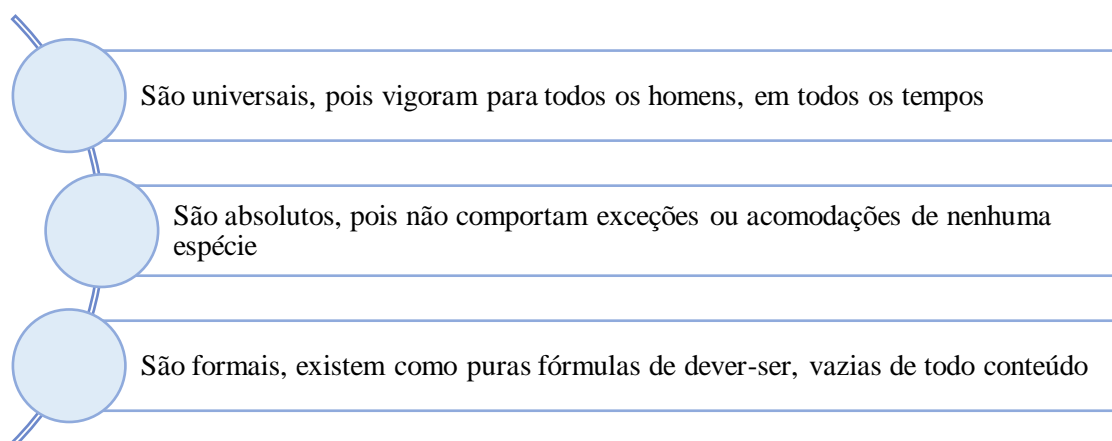 São universais, pois vigoram para todos os homens, em todos os tempos
São absolutos, pois não comportam exceções ou acomodações de nenhuma
espécie
São formais, existem como puras fórmulas de dever-ser, vazias de todo conteúdo